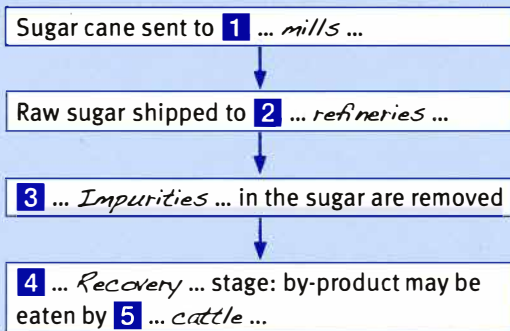 Sugar cane sent to 1 ... mills ...
Raw sugar shipped to 2 ... refineries ...
3 ... Impurities ... in the sugar are removed
4 ... Recovery ... stage: by-product may be
eaten by 5 ... cattle ...